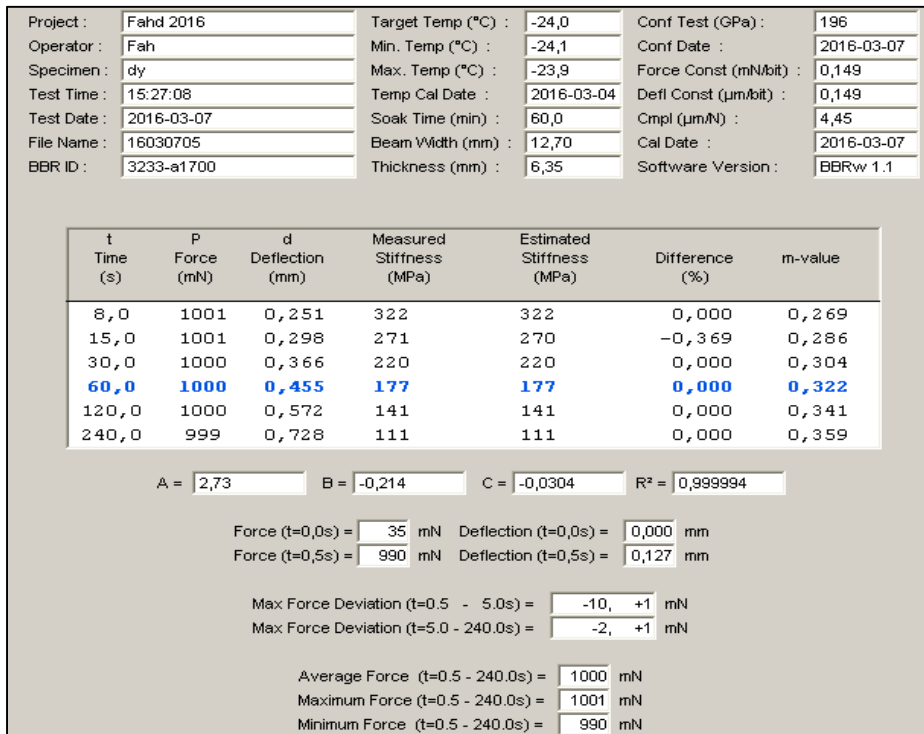 Project : Fahd 2016 Target Temp (°C) : -24,0 Conf Test (GPa) : 196
Operator : Fah Min. Temp (°C) : -24,1 Conf Date : 2016-03-07
Specimen : dy Max. Temp (°C) : -23,9 Force Const (mN/bit) : 0,149
Test Time : 15:27:08 Temp Cal Date : 2016-03-04 Defl Const (µm/bit) : 0,149
Test Date : 2016-03-07 Soak Time (min) : 60,0 Cmpl (µm/N) : 4,45
File Name : 16030705 Beam Width (mm) : 12,70 Cal Date : 2016-03-07
BBR ID : 3233-a1700 Thickness (mm) : 6,35 Software Version : BBRw 1.1
t P d Measured Estimated
Time Force Deflection Stiffness Stiffness Difference m-value
(s) (mN) (mm) (MPa) (MPa) (%)
8,0 1001 0,251 322 322 0,000 0,269
15,0 1001 0,298 271 270 -0,369 0,286
30,0 1000 0,366 220 220 0,000 0,304
60,0 1000 0,455 177 177 0,000 0,322
120,0 1000 0,572 141 141 0,000 0,341
240,0 999 0,728 111 111 0,000 0,359
A = 2,73 B = -0,214 C = -0,0304 R² = 0,999994
Force (t=0,0s) = 35 mN Deflection (t=0,0s) = 0,000 mm
Force (t=0,5s) = 990 mN Deflection (t=0,5s) = 0,127 mm
Max Force Deviation (t=0.5 - 5.0s) = -10, +1 mN
Max Force Deviation (t=5.0 - 240.0s) = -2, +1 mN
Average Force (t=0.5 - 240.0s) = 1000 mN
Maximum Force (t=0.5 - 240.0s) = 1001 mN
Minimum Force (t=0.5 - 240.0s) = 990 mN